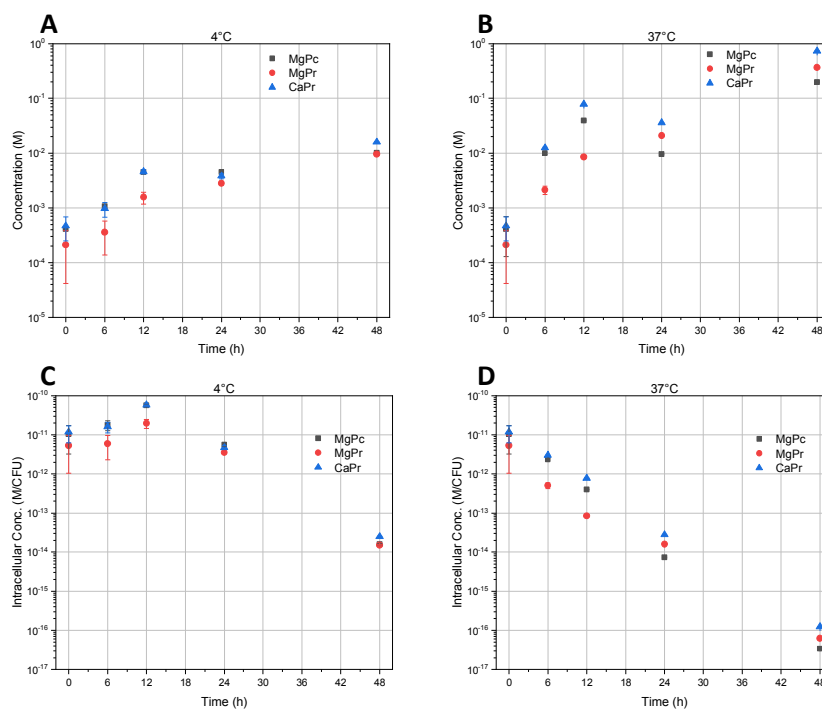 A
4°C
MgPc
MgPr
CaPr
10⁰
10⁻¹
10⁻²
10⁻³
10⁻⁴
10⁻⁵
Concentration (M)
0 6 12 18 24 30 36 42 48
Time (h)
B
37°C
MgPc
MgPr
CaPr
10⁰
10⁻¹
10⁻²
10⁻³
10⁻⁴
10⁻⁵
Concentration (M)
0 6 12 18 24 30 36 42 48
Time (h)
C
4°C
MgPc
MgPr
CaPr
10⁻¹⁰
10⁻¹¹
10⁻¹²
10⁻¹³
10⁻¹⁴
10⁻¹⁵
10⁻¹⁶
10⁻¹⁷
Intracellular Conc. (M/CFU)
0 6 12 18 24 30 36 42 48
Time (h)
D
37°C
MgPc
MgPr
CaPr
10⁻¹⁰
10⁻¹¹
10⁻¹²
10⁻¹³
10⁻¹⁴
10⁻¹⁵
10⁻¹⁶
10⁻¹⁷
Intracellular Conc. (M/CFU)
0 6 12 18 24 30 36 42 48
Time (h)